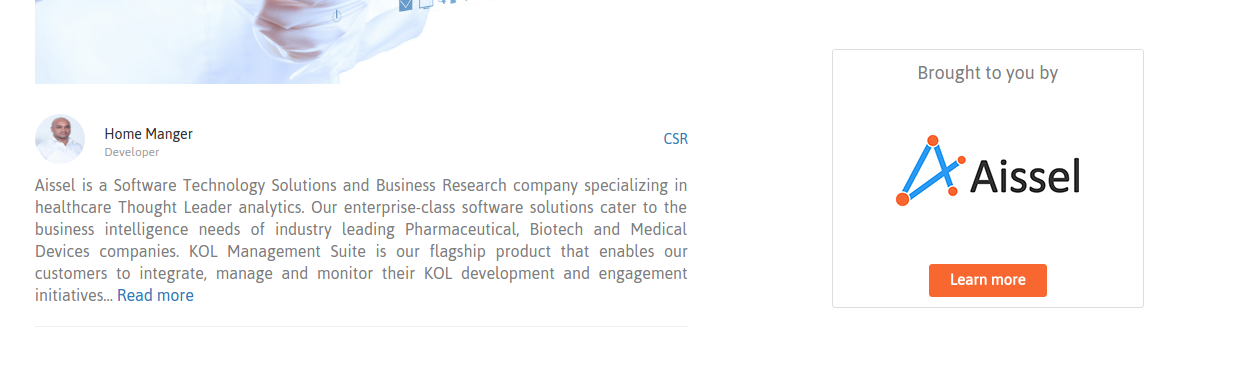 Home Manger
Developer
CSR
Aissel is a Software Technology Solutions and Business Research company specializing in
healthcare Thought Leader analytics. Our enterprise-class software solutions cater to the
business intelligence needs of industry leading Pharmaceutical, Biotech and Medical
Devices companies. KOL Management Suite is our flagship product that enables our
customers to integrate, manage and monitor their KOL development and engagement
initiatives... Read more
Brought to you by
Aissel
Learn more